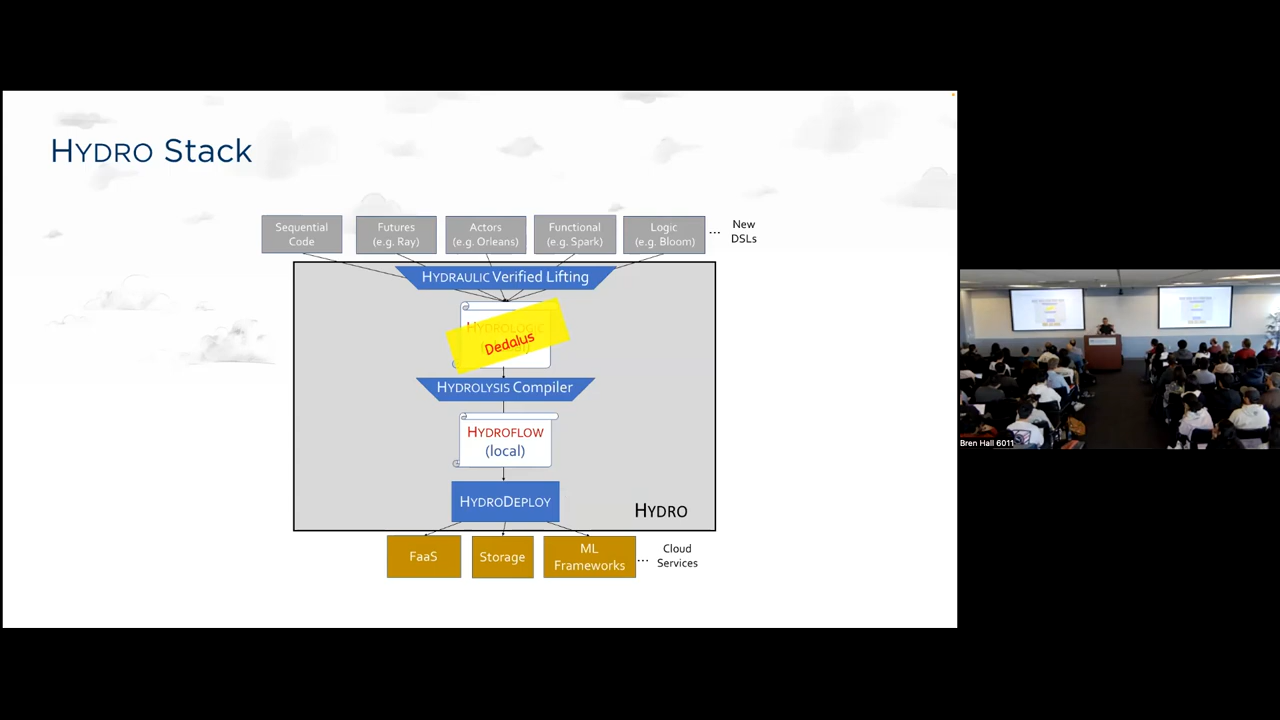 HYDRO Stack
Sequential
Code
Futures
(e.g. Ray)
Actors
(e.g. Orleans)
Functional
(e.g. Spark)
Logic
(e.g. Bloom)
...
New
DSLs
HYDRAULIC Verified Lifting
HYDROLOGIC
Dedalus
HYDROLYSIS Compiler
HYDROFLOW
(local)
HYDRODEPLOY
HYDRO
FaaS
Storage
ML
Frameworks
...
Cloud
Services
Bren Hall 6011